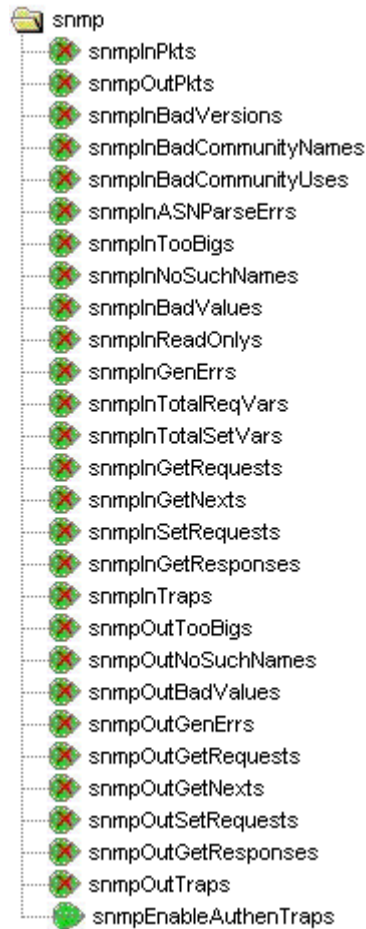 snmp
snmpInPkts
snmpOutPkts
snmpInBadVersions
snmpInBadCommunityNames
snmpInBadCommunityUses
snmpInASNParseErrs
snmpInTooBigs
snmpInNoSuchNames
snmpInBadValues
snmpInReadOnlys
snmpInGenErrs
snmpInTotalReqVars
snmpInTotalSetVars
snmpInGetRequests
snmpInGetNexts
snmpInSetRequests
snmpInGetResponses
snmpInTraps
snmpOutTooBigs
snmpOutNoSuchNames
snmpOutBadValues
snmpOutGenErrs
snmpOutGetRequests
snmpOutGetNexts
snmpOutSetRequests
snmpOutGetResponses
snmpOutTraps
snmpEnableAuthenTraps